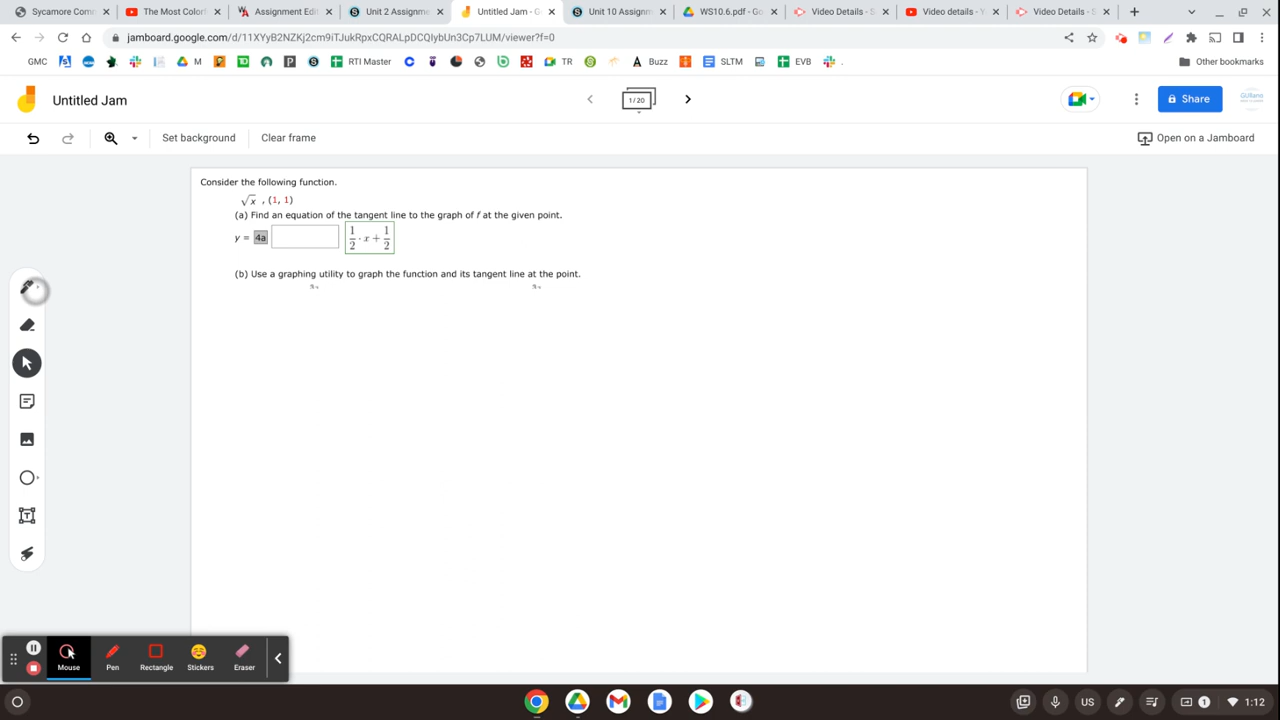 Sycamore Com
The Most Colorf
Assignment Edit
Unit 2 Assignme
Untitled Jam - G
Unit 10 Assignm
WS10.6.pdf - Go
Video Details - S
Video details - Y
Video Details - S
jamboard.google.com/d/11XYyB2NZKj2cm9iTJukRpxCQRALpDCQIybUn3Cp7LUM/viewer?f=0
GMC M RTI Master TR Buzz SLTM EVB . Other bookmarks
Untitled Jam
1/20
Share
Set background Clear frame
Open on a Jamboard
Consider the following function.
√x , (1, 1)
(a) Find an equation of the tangent line to the graph of f at the given point.
y = 4a 1/2 · x + 1/2
(b) Use a graphing utility to graph the function and its tangent line at the point.
Mouse Pen Rectangle Stickers Eraser
US 1 1:12